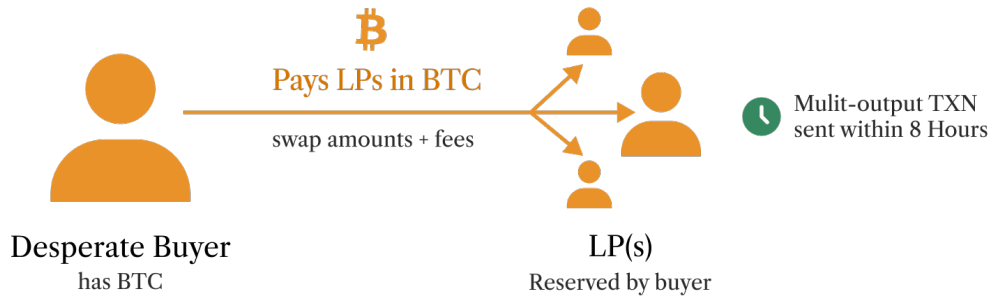 Pays LPs in BTC
swap amounts + fees
Mulit-output TXN
sent within 8 Hours
Desperate Buyer
has BTC
LP(s)
Reserved by buyer